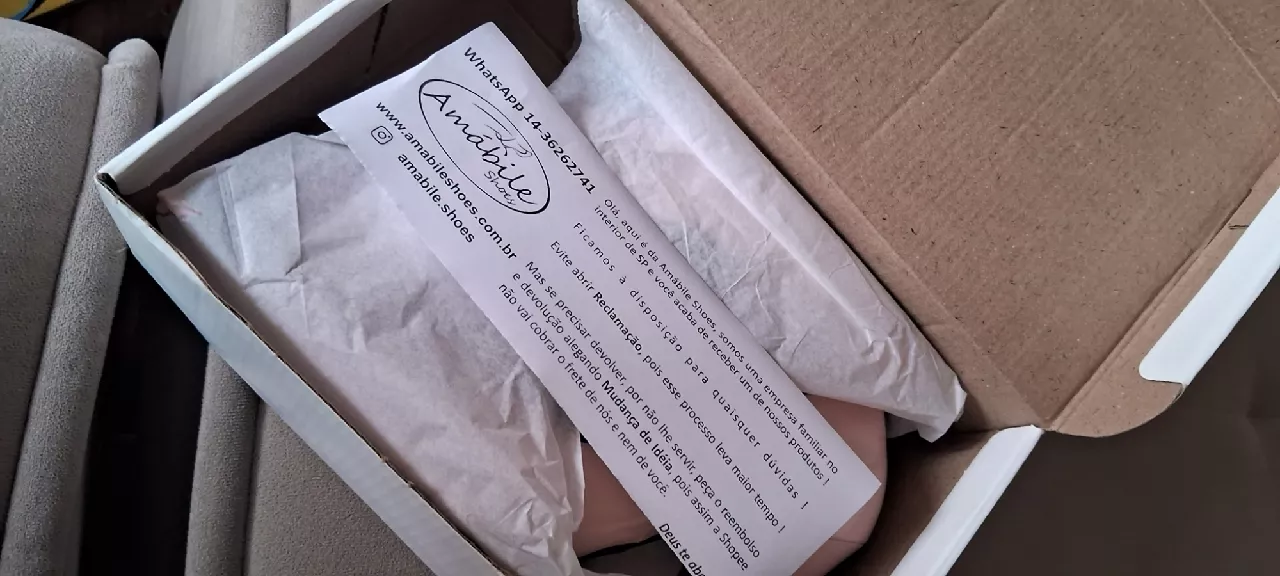 WhatsApp 14-36262741
Amábile
shoes
www.amabileshoes.com.br
amabile.shoes
Olá, aqui é da Amábile Shoes, somos uma empresa familiar no
interior de SP e você acaba de receber um de nossos produtos !
Ficamos à disposição para quaisquer dúvidas !
Evite abrir Reclamação, pois esse processo leva maior tempo !
Mas se precisar devolver, por não lhe servir, peça o reembolso
e devolução alegando Mudança de Idéia, pois assim a Shopee
não vai cobrar o frete de nós e nem de você.
Deus te